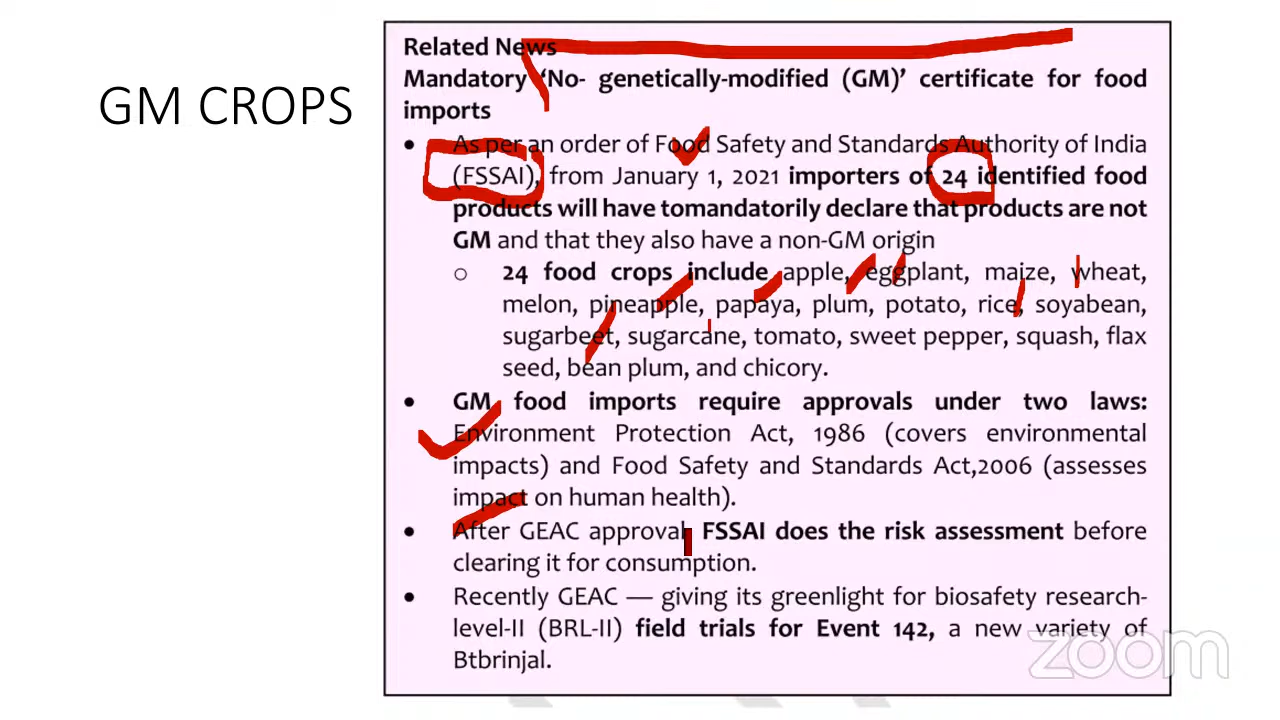 GM CROPS
Related News
Mandatory ‘No- genetically-modified (GM)’ certificate for food
imports
• As per an order of Food Safety and Standards Authority of India
(FSSAI), from January 1, 2021 importers of 24 identified food
products will have tomandatorily declare that products are not
GM and that they also have a non-GM origin
o 24 food crops include apple, eggplant, maize, wheat,
melon, pineapple, papaya, plum, potato, rice, soyabean,
sugarbeet, sugarcane, tomato, sweet pepper, squash, flax
seed, bean plum, and chicory.
• GM food imports require approvals under two laws:
Environment Protection Act, 1986 (covers environmental
impacts) and Food Safety and Standards Act,2006 (assesses
impact on human health).
• After GEAC approval, FSSAI does the risk assessment before
clearing it for consumption.
• Recently GEAC — giving its greenlight for biosafety research-
level-II (BRL-II) field trials for Event 142, a new variety of
Btbrinjal.
zoom